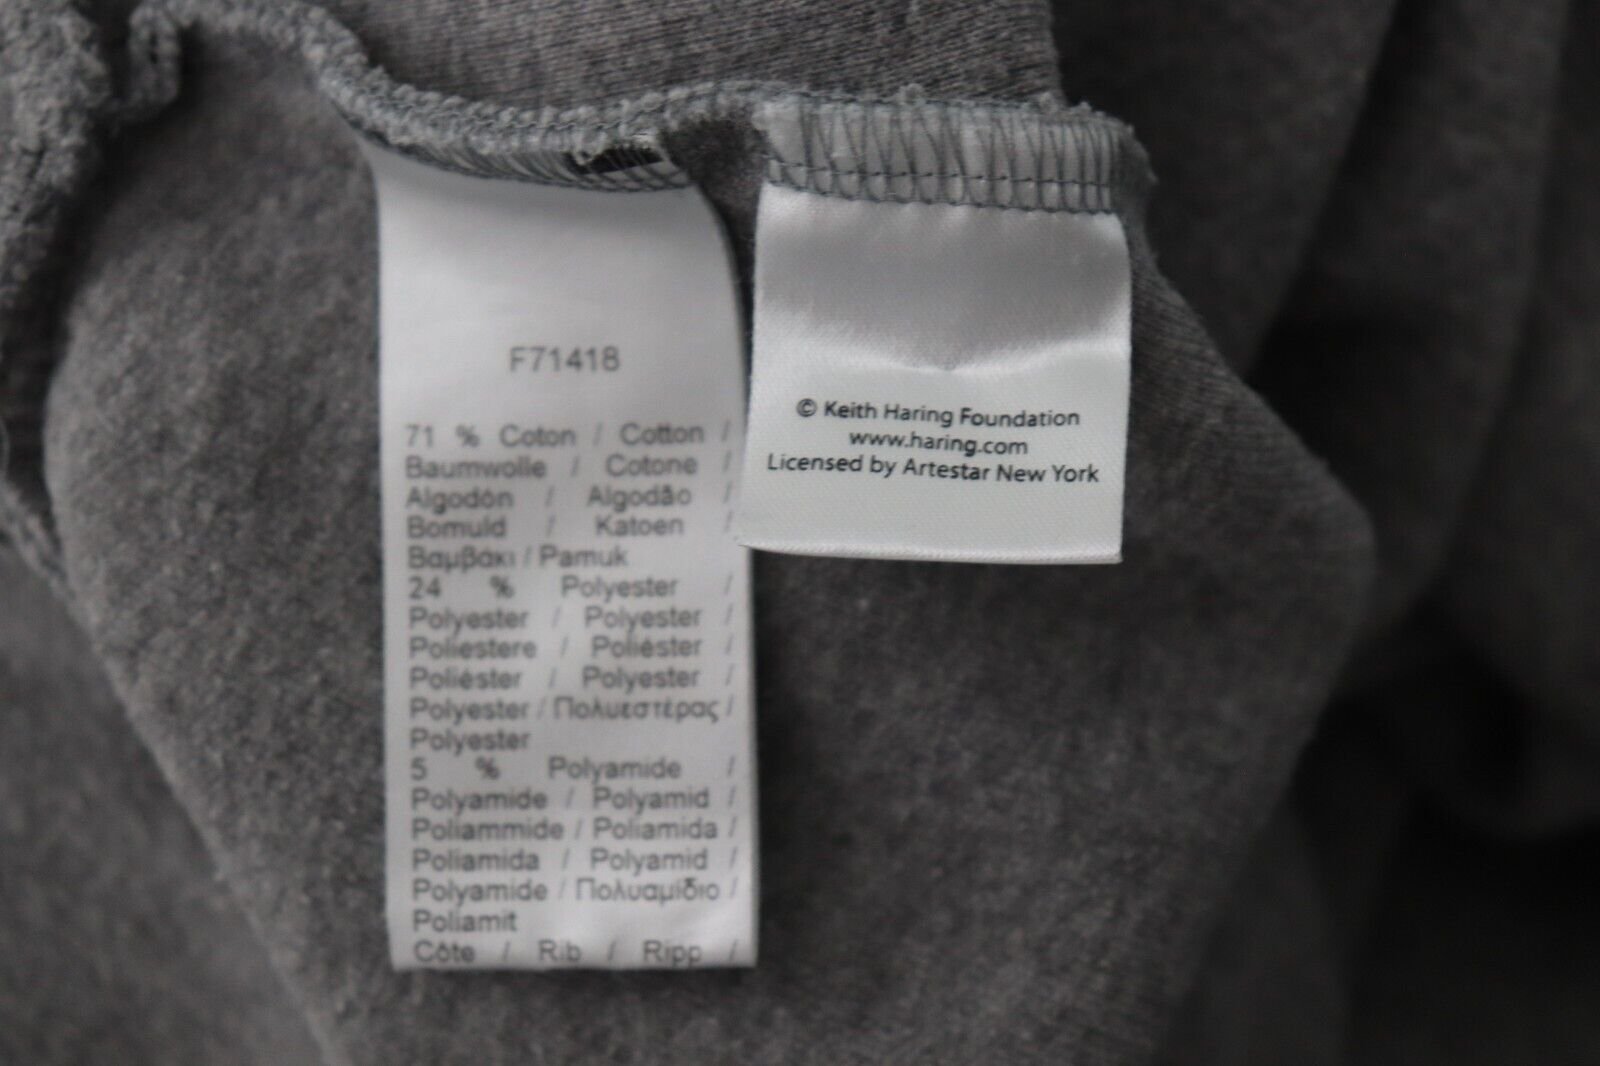 F71418
71 % Coton / Cotton /
Baumwolle / Cotone /
Algodón / Algodão /
Bomuld / Katoen /
Βαμβάκι / Pamuk
24 % Polyester /
Polyester / Polyester /
Poliestere / Poliéster /
Poliéster / Polyester /
Polyester / Πολυεστέρας /
Polyester
5 % Polyamide /
Polyamide / Polyamid /
Poliammide / Poliamida /
Poliamida / Polyamid /
Polyamide / Πολυαμίδιο /
Poliamit
Côte / Rib / Ripp /
© Keith Haring Foundation
www.haring.com
Licensed by Artestar New York